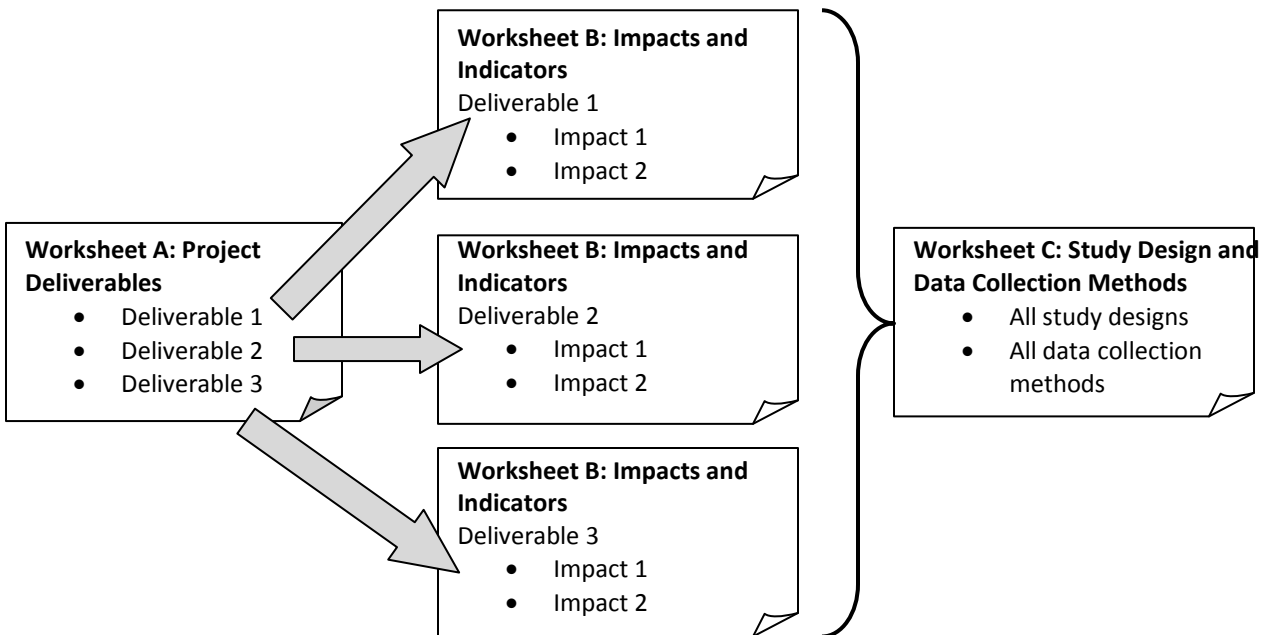 Worksheet A: Project
Deliverables
• Deliverable 1
• Deliverable 2
• Deliverable 3
Worksheet B: Impacts and
Indicators
Deliverable 1
• Impact 1
• Impact 2
Worksheet B: Impacts and
Indicators
Deliverable 2
• Impact 1
• Impact 2
Worksheet B: Impacts and
Indicators
Deliverable 3
• Impact 1
• Impact 2
Worksheet C: Study Design and
Data Collection Methods
• All study designs
• All data collection
methods